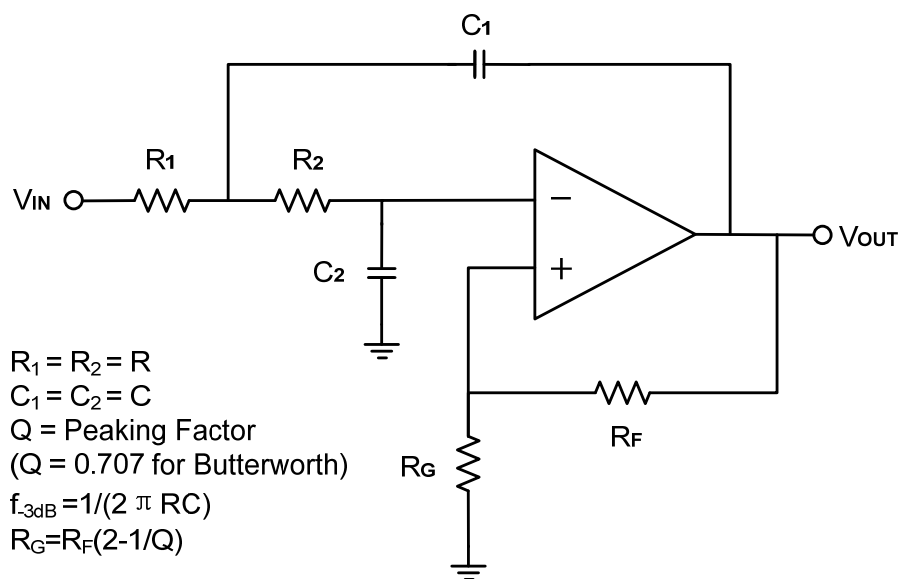 C1
R1
R2
VIN
−
VOUT
C2
+
R1 = R2 = R
C1 = C2 = C
Q = Peaking Factor
(Q = 0.707 for Butterworth)
f-3dB =1/(2 π RC)
RG=RF(2-1/Q)
RF
RG